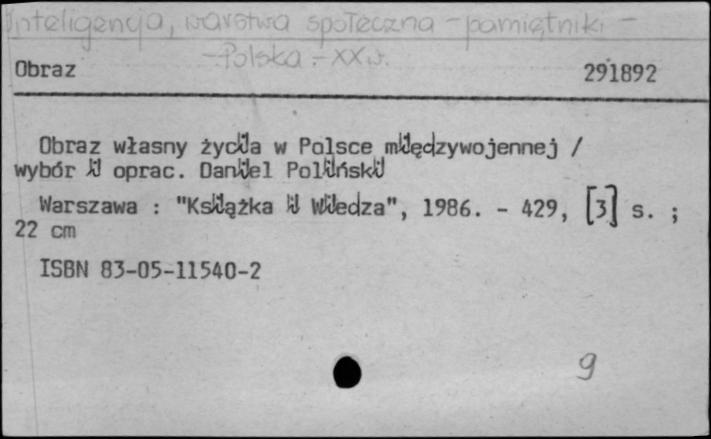 Inteligencja, warstwa społeczna - pamiętniki -
- Polska - XX w.
Obraz 291892
Obraz własny życia w Polsce międzywojennej /
wybór i oprac. Daniel Poliński
Warszawa : "Książka i Wiedza", 1986. - 429, [3] s. ;
22 cm
ISBN 83-05-11540-2
9